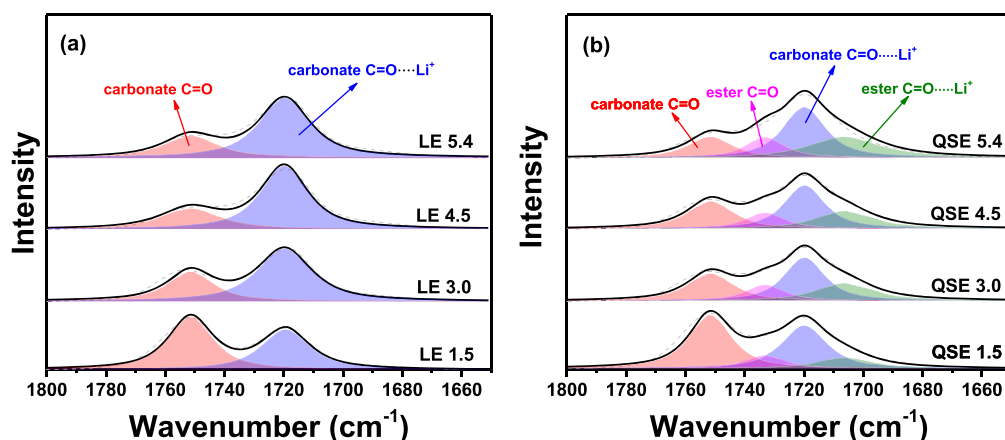 (a)
carbonate C=O
carbonate C=O····Li⁺
LE 5.4
LE 4.5
LE 3.0
LE 1.5
Intensity
1800 1780 1760 1740 1720 1700 1680 1660
Wavenumber (cm⁻¹)
(b)
carbonate C=O·····Li⁺
ester C=O
ester C=O·····Li⁺
carbonate C=O
QSE 5.4
QSE 4.5
QSE 3.0
QSE 1.5
Intensity
1800 1780 1760 1740 1720 1700 1680 1660
Wavenumber (cm⁻¹)